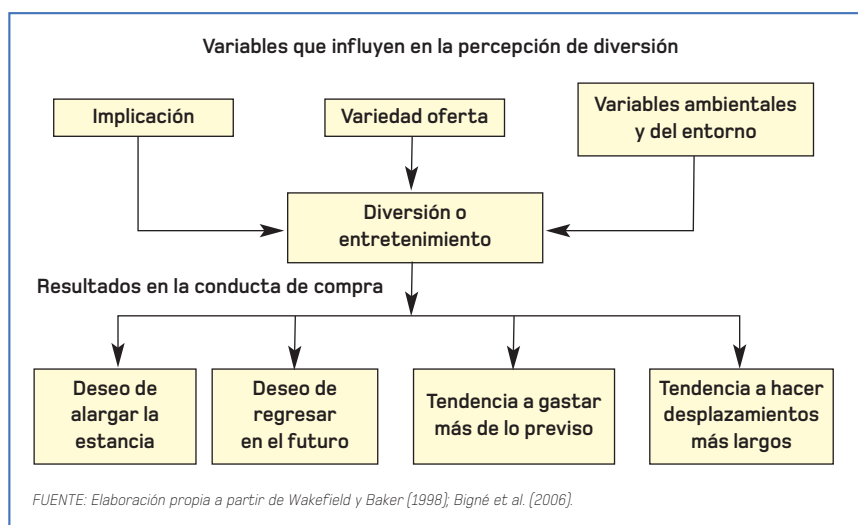 Variables que influyen en la percepción de diversión
Implicación
Variedad oferta
Variables ambientales
y del entorno
Diversión o
entretenimiento
Resultados en la conducta de compra
Deseo de
alargar la
estancia
Deseo de
regresar
en el futuro
Tendencia a gastar
más de lo previso
Tendencia a hacer
desplazamientos
más largos
FUENTE: Elaboración propia a partir de Wakefield y Baker (1998); Bigné et al. (2006).